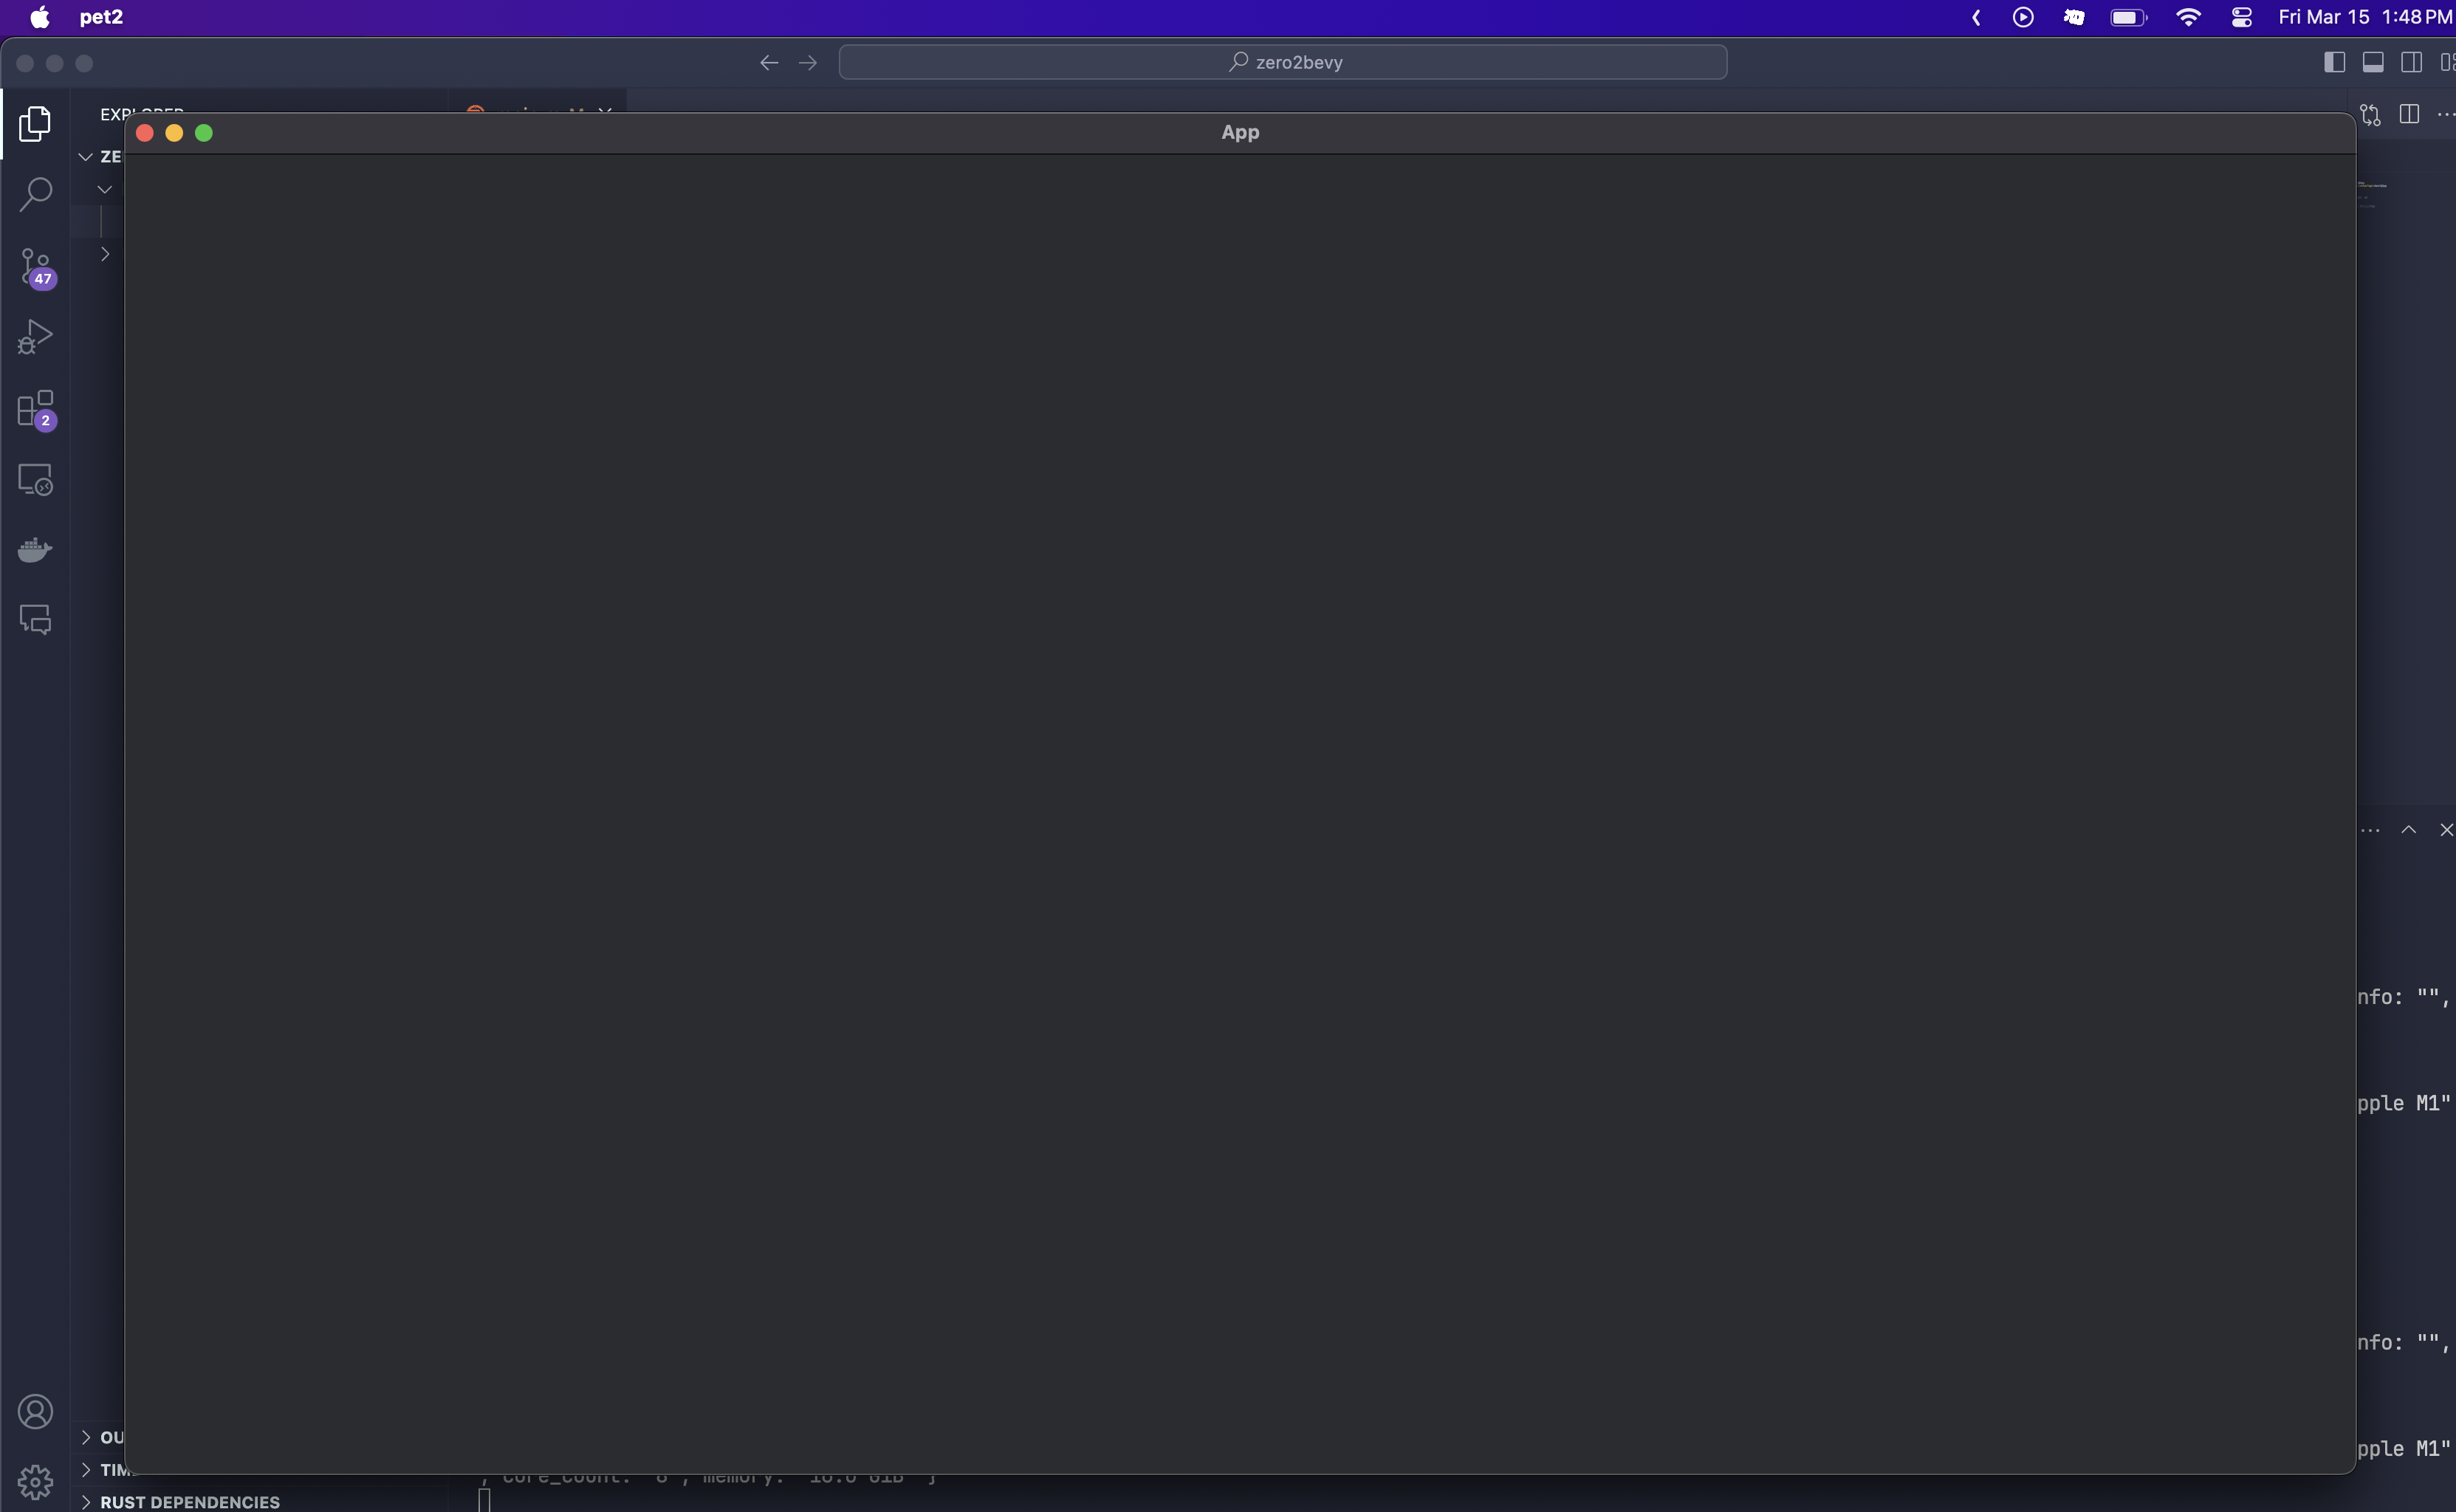 pet2
Fri Mar 15 1:48 PM
zero2bevy
EXPLORER
App
ZE
47
2
nfo: "",
pple M1"
nfo: "",
pple M1"
OU
TIM
, core_count: "8", memory: "16.0 GiB" }
RUST DEPENDENCIES